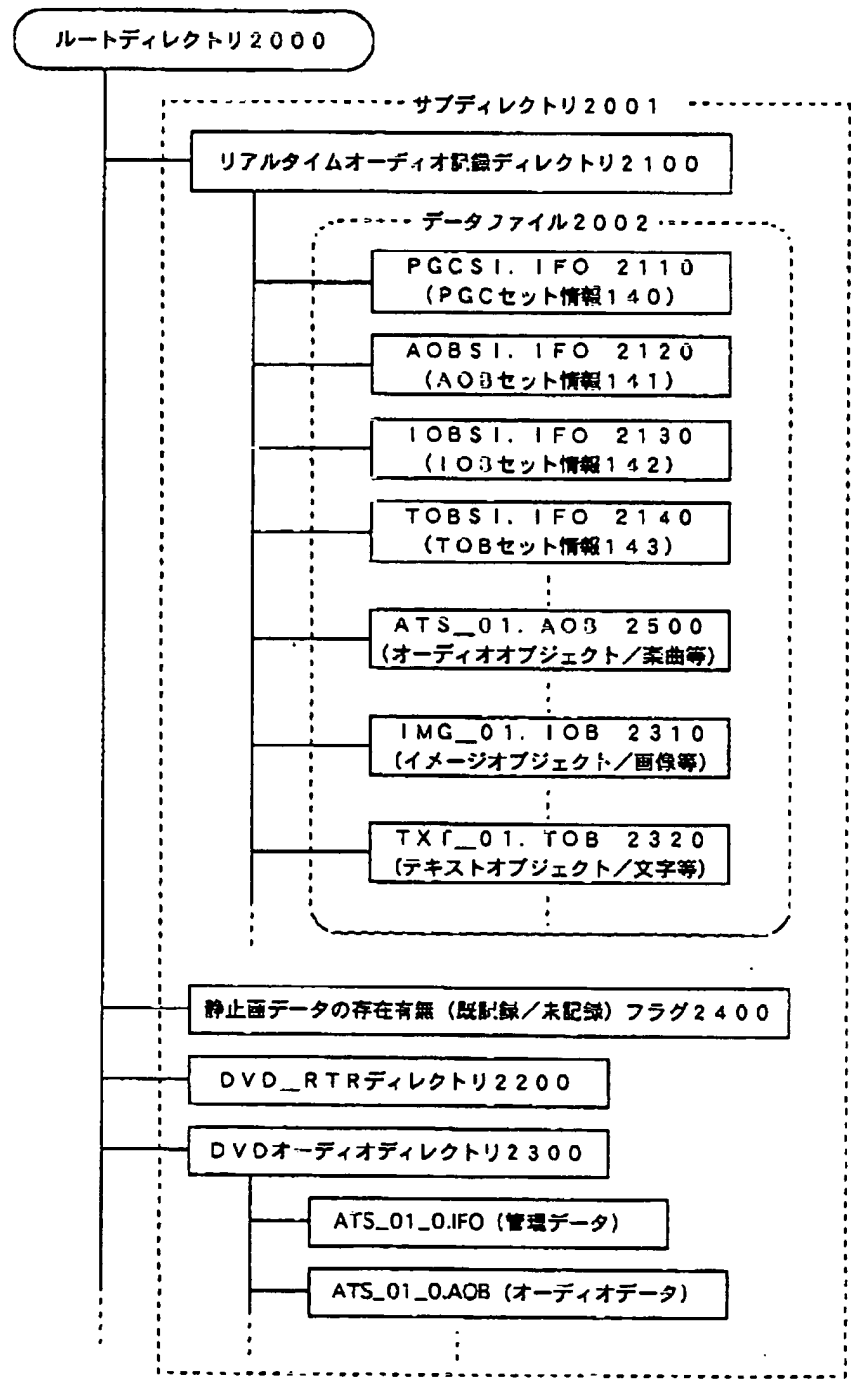 ルートディレクトリ2000
サブディレクトリ2001
リアルタイムオーディオ記録ディレクトリ2100
データファイル2002
PGCSI. IFO 2110
(PGCセット情報140)
AOBSI. IFO 2120
(AOBセット情報141)
IOBSI. IFO 2130
(IOBセット情報142)
TOBSI. IFO 2140
(TOBセット情報143)
ATS_01. AOB 2500
(オーディオオブジェクト/楽曲等)
IMG_01. IOB 2310
(イメージオブジェクト/画像等)
TXT_01. TOB 2320
(テキストオブジェクト/文字等)
静止画データの存在有無(既記録/未記録)フラグ2400
DVD_RTRディレクトリ2200
DVDオーディオディレクトリ2300
ATS_01_0.IFO (管理データ)
ATS_01_0.AOB (オーディオデータ)